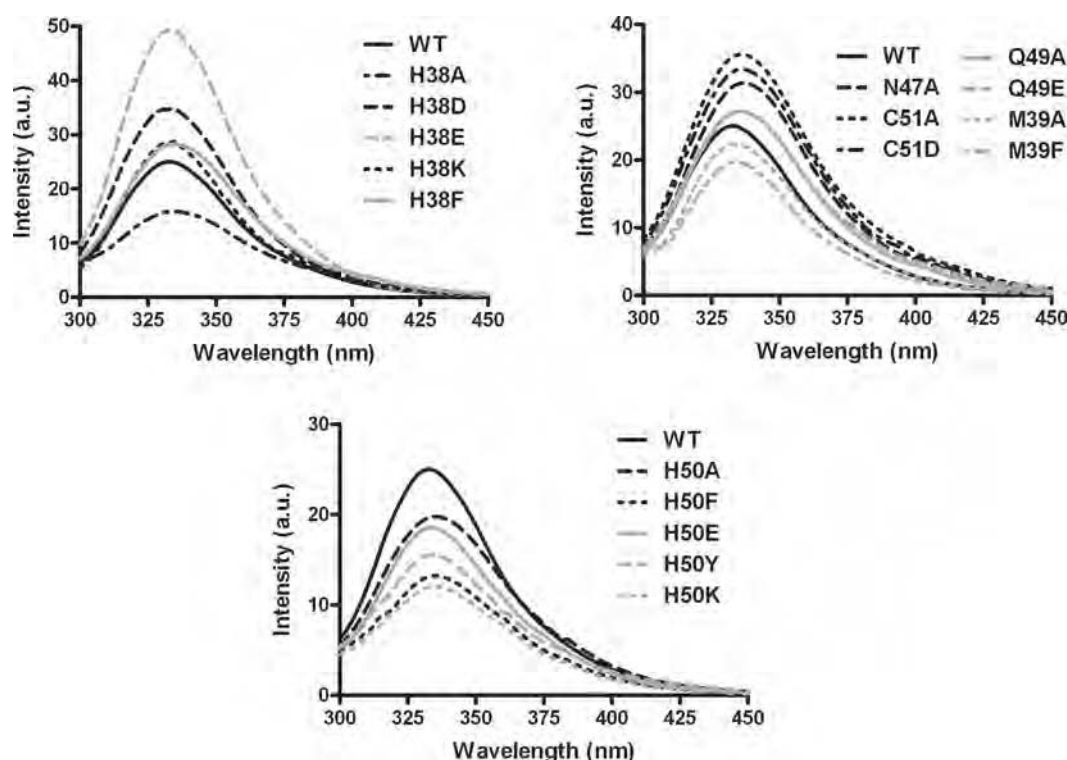 50
40
30
20
10
0
Intensity (a.u.)
300 325 350 375 400 425 450
Wavelength (nm)
WT
H38A
H38D
H38E
H38K
H38F
40
30
20
10
0
Intensity (a.u.)
300 325 350 375 400 425 450
Wavelength (nm)
WT
N47A
C51A
C51D
Q49A
Q49E
M39A
M39F
30
20
10
0
Intensity (a.u.)
300 325 350 375 400 425 450
Wavelength (nm)
WT
H50A
H50F
H50E
H50Y
H50K